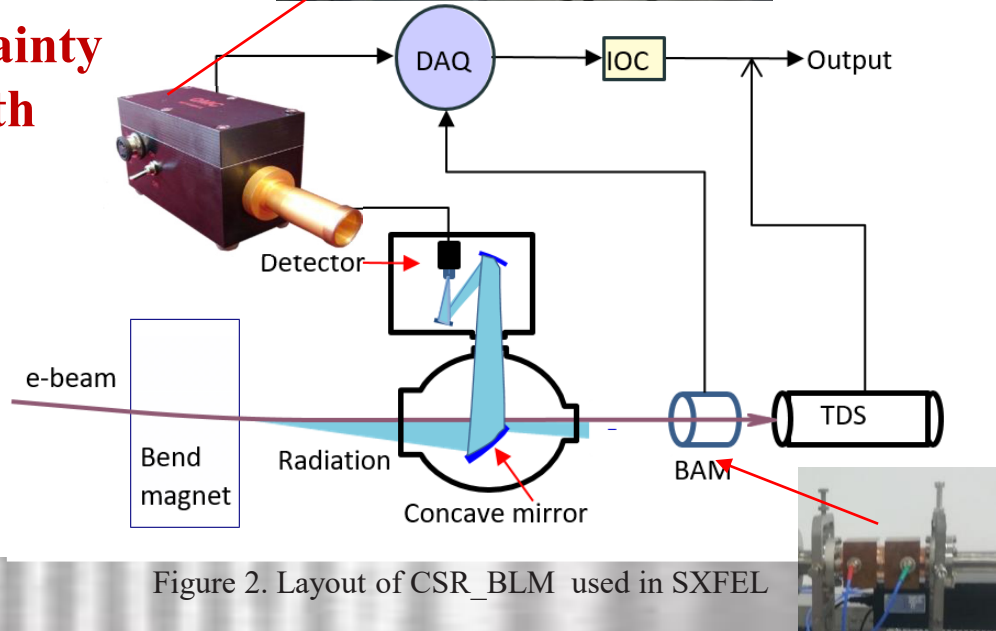 ainty
th
DAQ
IOC
Output
Detector
e-beam
Bend
magnet
Radiation
Concave mirror
BAM
TDS
Figure 2. Layout of CSR_BLM used in SXFEL